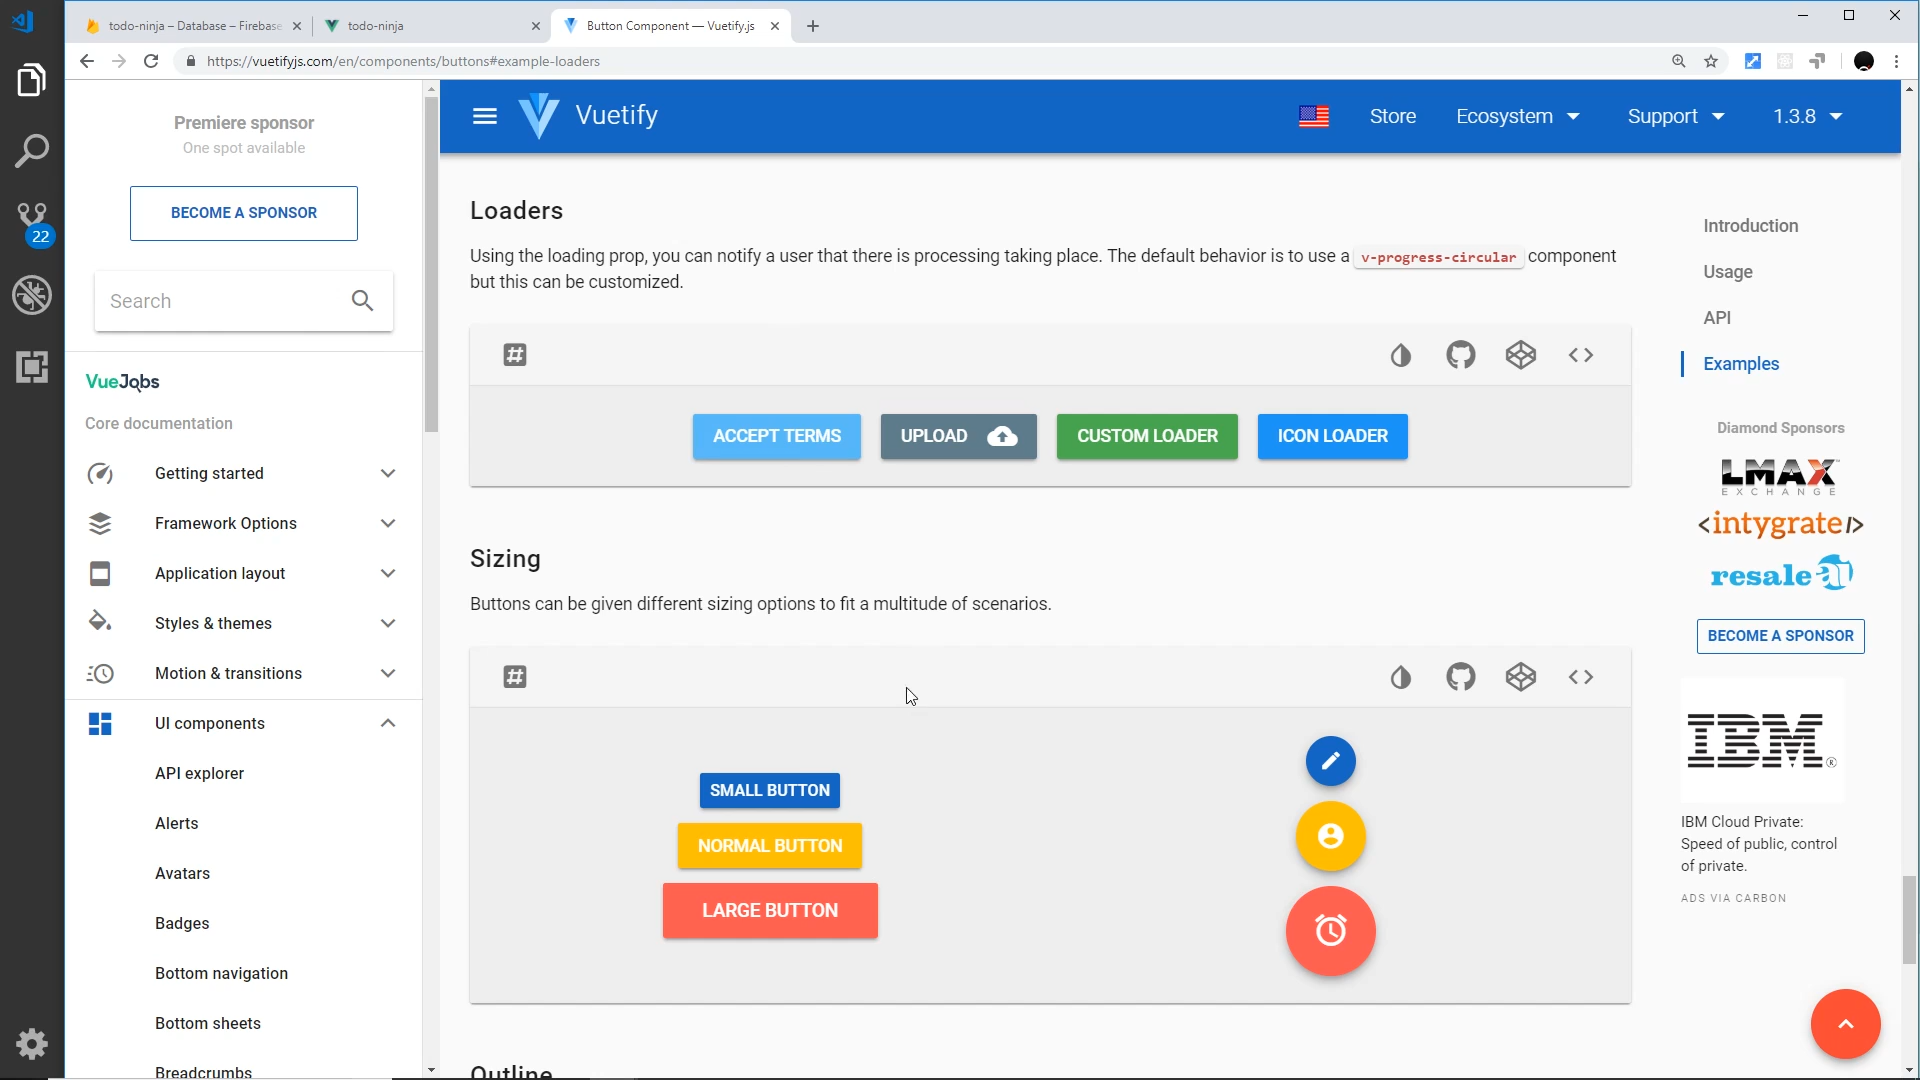 todo-ninja – Database – Firebase
todo-ninja
Button Component — Vuetify.js
https://vuetifyjs.com/en/components/buttons#example-loaders
22
Premiere sponsor
One spot available
BECOME A SPONSOR
Search
VueJobs
Core documentation
Getting started
Framework Options
Application layout
Styles & themes
Motion & transitions
UI components
API explorer
Alerts
Avatars
Badges
Bottom navigation
Bottom sheets
Breadcrumbs
Vuetify
Store
Ecosystem
Support
1.3.8
Loaders
Using the loading prop, you can notify a user that there is processing taking place. The default behavior is to use a v-progress-circular component
but this can be customized.
ACCEPT TERMS
UPLOAD
CUSTOM LOADER
ICON LOADER
Sizing
Buttons can be given different sizing options to fit a multitude of scenarios.
SMALL BUTTON
NORMAL BUTTON
LARGE BUTTON
Outline
Introduction
Usage
API
Examples
Diamond Sponsors
LMAX
EXCHANGE
<intygrate/>
resale ai
BECOME A SPONSOR
IBM®
IBM Cloud Private:
Speed of public, control
of private.
ADS VIA CARBON